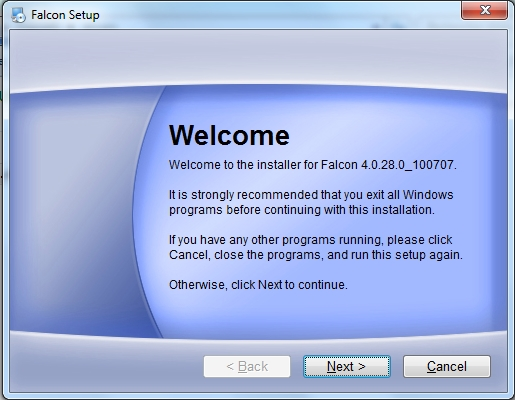 Falcon Setup
Welcome
Welcome to the installer for Falcon 4.0.28.0_100707.
It is strongly recommended that you exit all Windows
programs before continuing with this installation.
If you have any other programs running, please click
Cancel, close the programs, and run this setup again.
Otherwise, click Next to continue.
< Back Next > Cancel